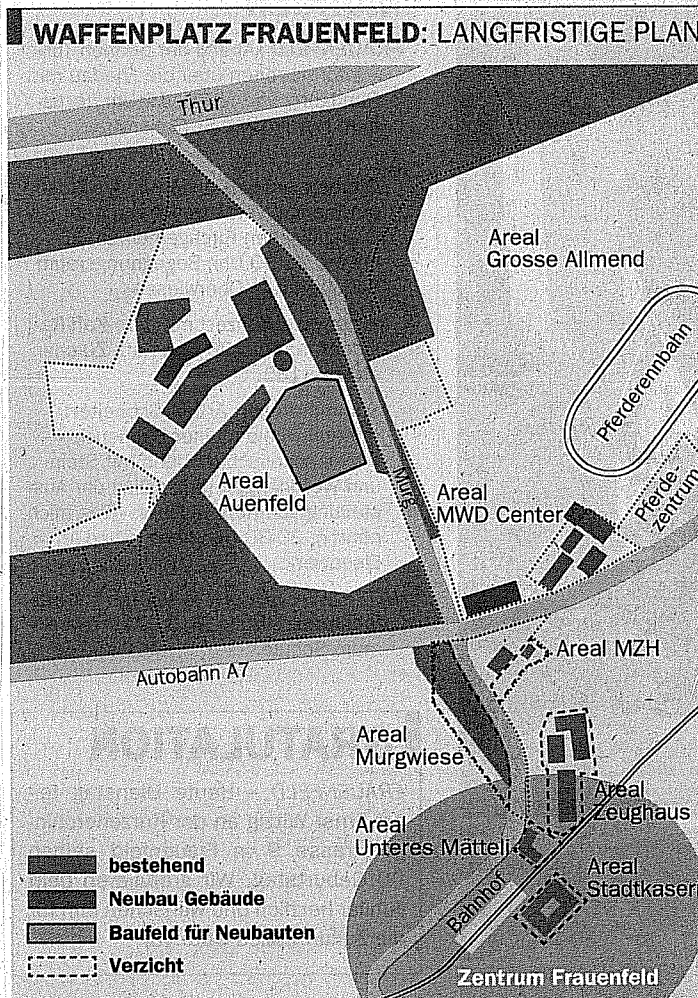 WAFFENPLATZ FRAUENFELD: LANGFRISTIGE PLAN
Thur
Areal
Grosse Allmend
Pferderennbahn
Pferde-
zentrum
Areal
Auenfeld
Murg
Areal
MWD Center
Autobahn A7
Areal MZH
Areal
Murgwiese
Areal
Zeughaus
Areal
Unteres Mätteli
Areal
Stadtkasern
Bahnhof
bestehend
Neubau Gebäude
Baufeld für Neubauten
Verzicht
Zentrum Frauenfeld